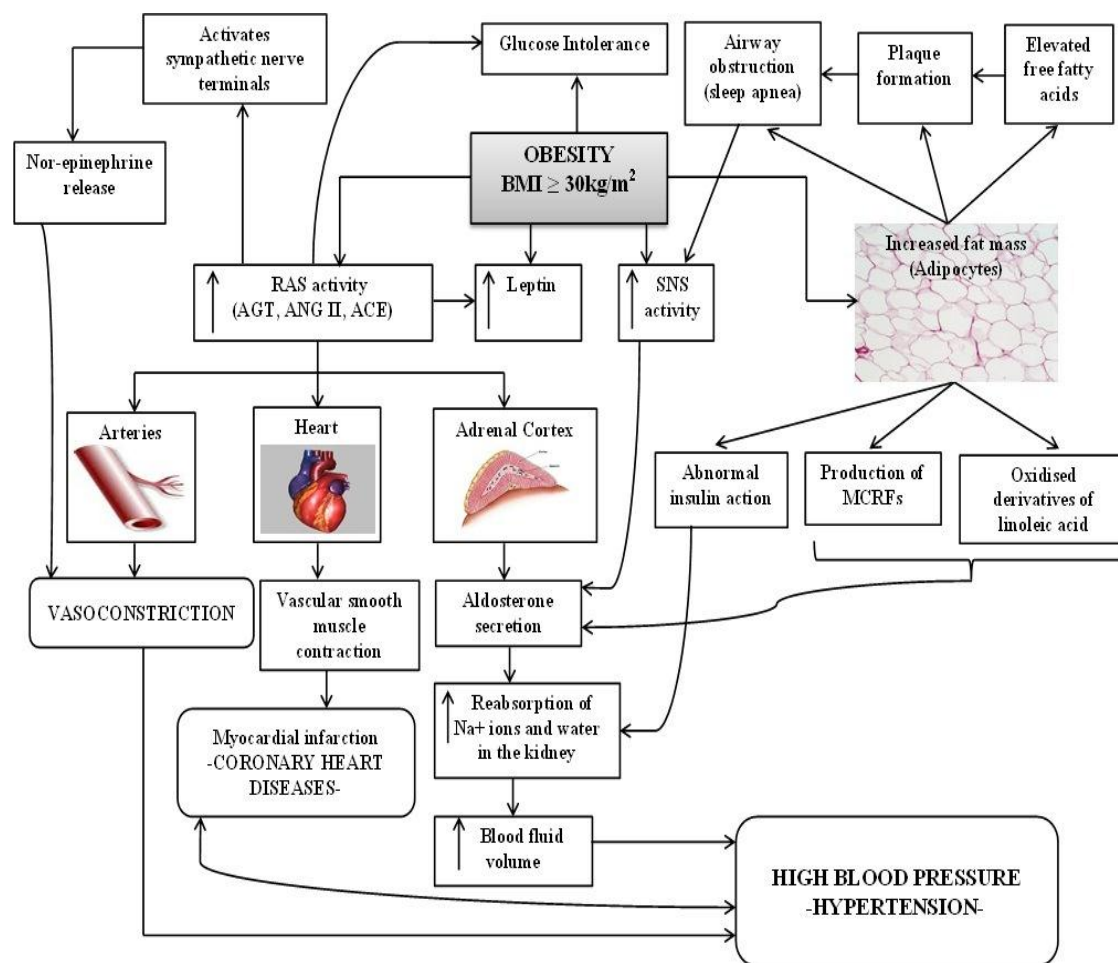 Activates
sympathetic nerve
terminals
Glucose Intolerance
Airway
obstruction
(sleep apnea)
Plaque
formation
Elevated
free fatty
acids
Nor-epinephrine
release
OBESITY
BMI ≥ 30kg/m²
Increased fat mass
(Adipocytes)
RAS activity
(AGT, ANG II, ACE)
Leptin
SNS
activity
Arteries
Heart
Adrenal Cortex
Abnormal
insulin action
Production of
MCRFs
Oxidised
derivatives of
linoleic acid
VASOCONSTRICTION
Vascular smooth
muscle
contraction
Aldosterone
secretion
Reabsorption of
Na+ ions and water
in the kidney
Myocardial infarction
-CORONARY HEART
DISEASES-
Blood fluid
volume
HIGH BLOOD PRESSURE
-HYPERTENSION-